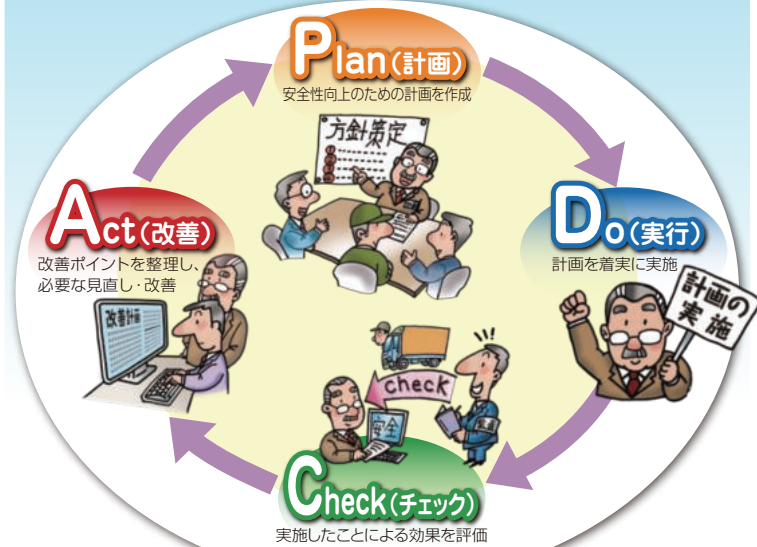 Plan(計画)
安全性向上のための計画を作成
方針策定
Do(実行)
計画を着実に実施
計画の
実施
Check(チェック)
実施したことによる効果を評価
check
安全
!!
Act(改善)
改善ポイントを整理し、
必要な見直し・改善
改善計画